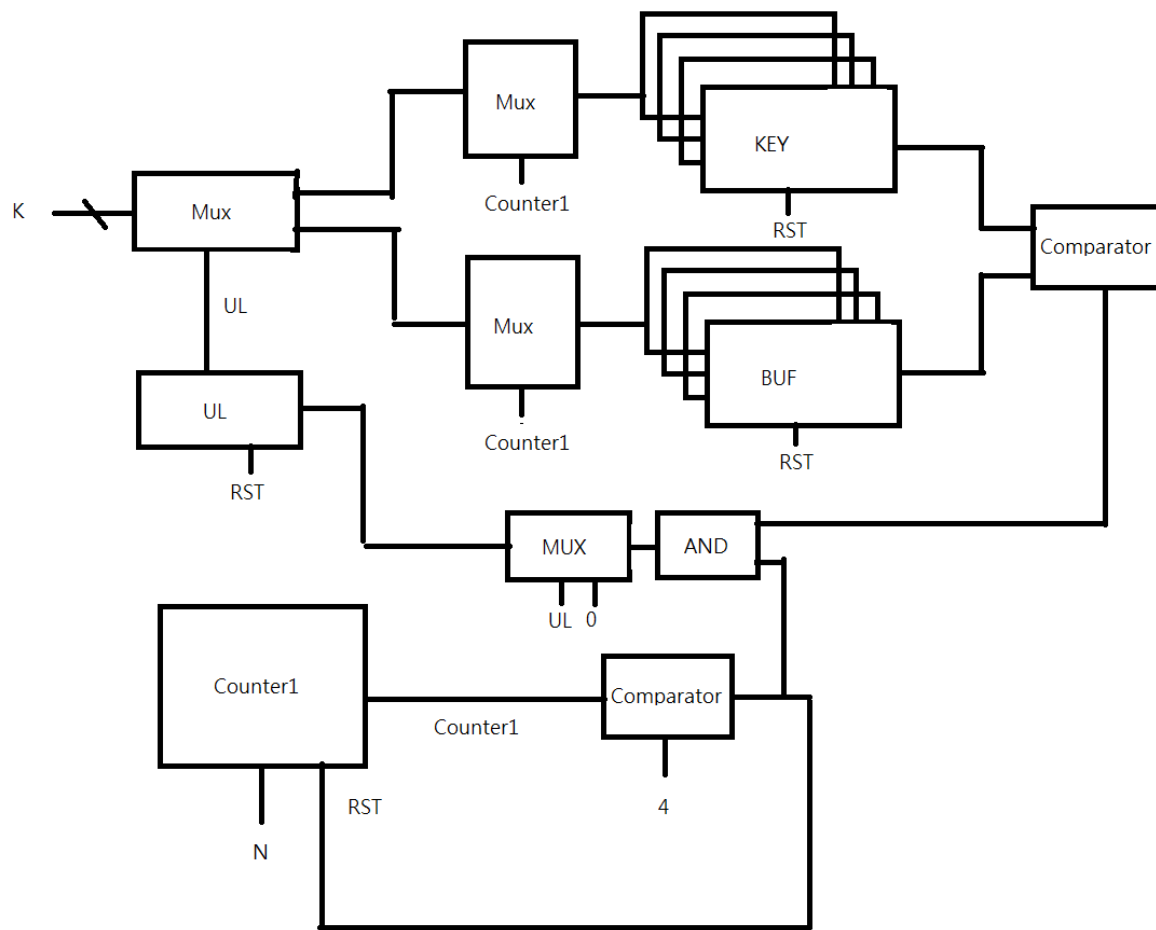 Mux
KEY
Counter1
RST
K
Mux
Comparator
UL
Mux
BUF
Counter1
RST
UL
RST
MUX
AND
UL 0
Counter1
Comparator
Counter1
RST
4
N